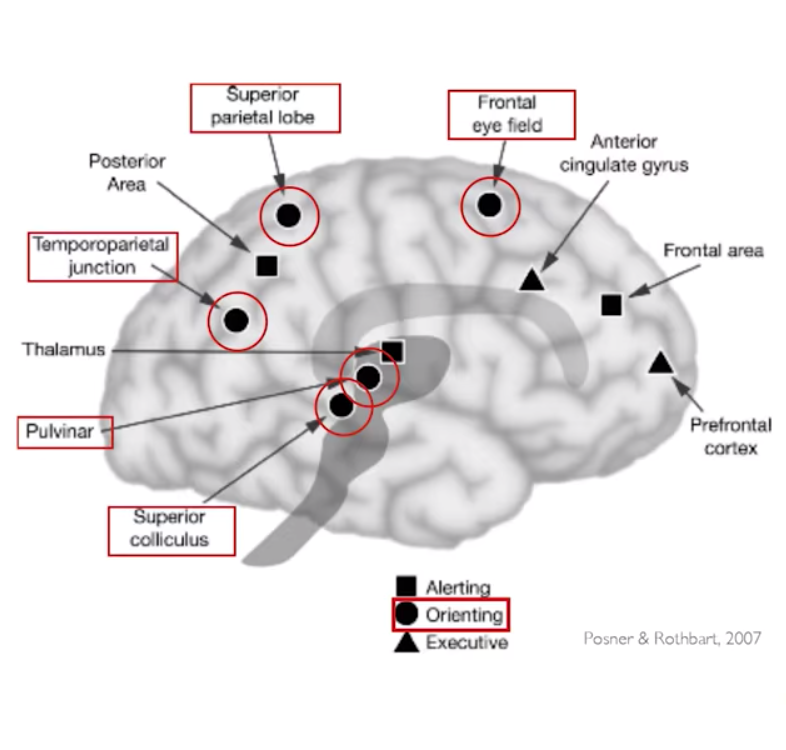 Superior
parietal lobe
Frontal
eye field
Anterior
cingulate gyrus
Posterior
Area
Temporoparietal
junction
Frontal area
Thalamus
Pulvinar
Prefrontal
cortex
Superior
colliculus
Alerting
Orienting
Executive
Posner & Rothbart, 2007